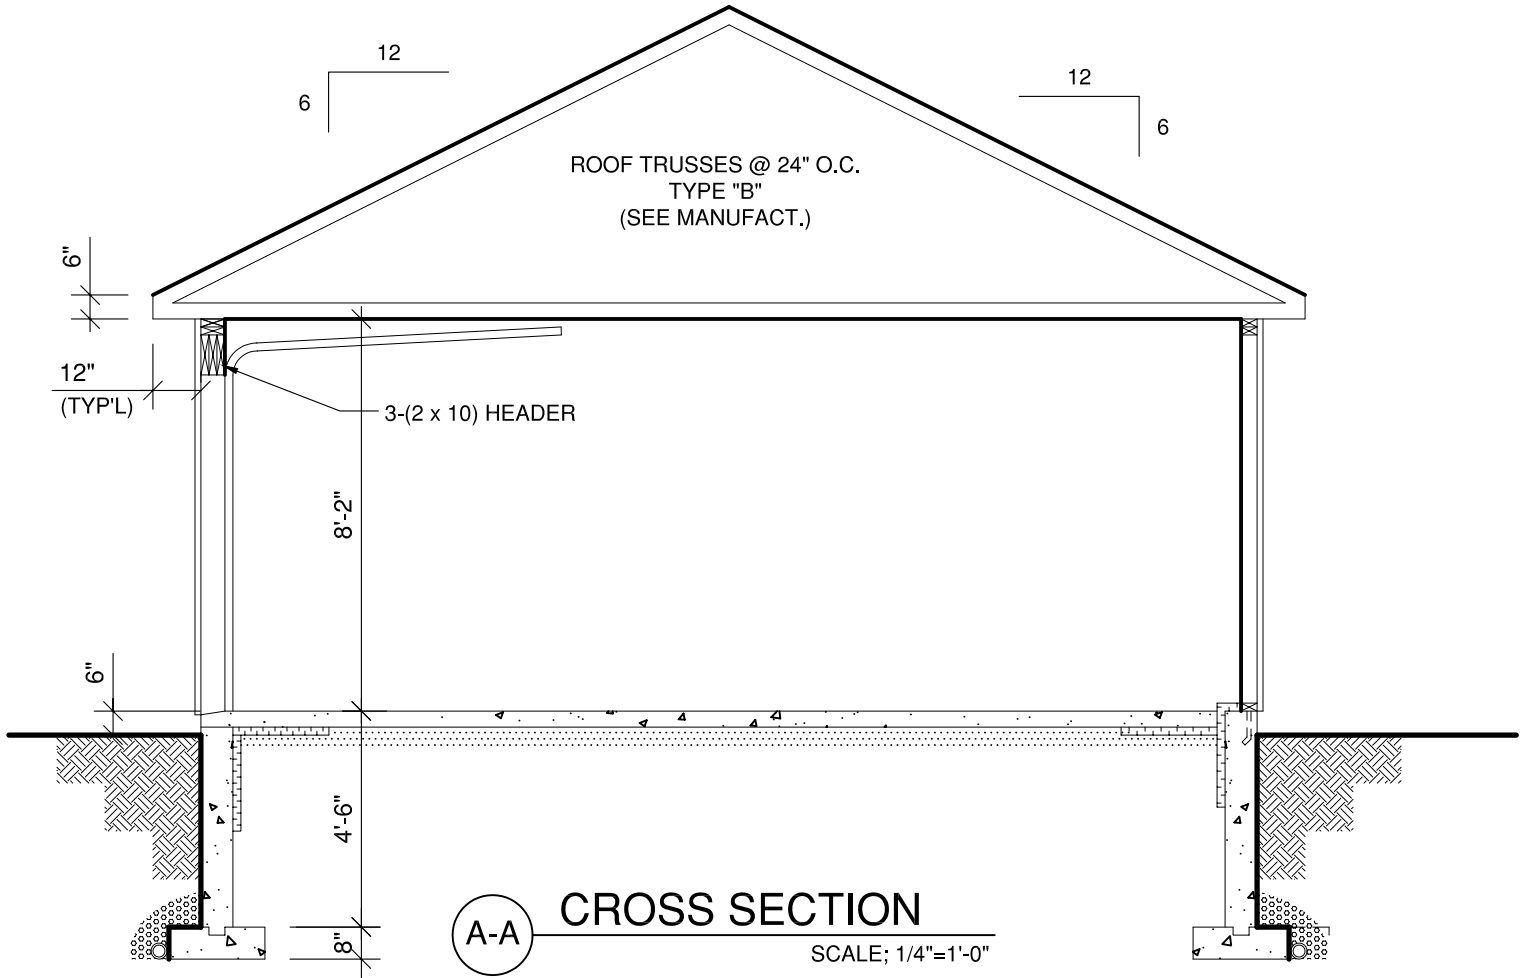 12
6
12
6
ROOF TRUSSES @ 24" O.C.
TYPE "B"
(SEE MANUFACT.)
6"
12"
(TYP'L)
3-(2 x 10) HEADER
8'-2"
6"
4'-6"
8"
A-A
CROSS SECTION
SCALE; 1/4"=1'-0"